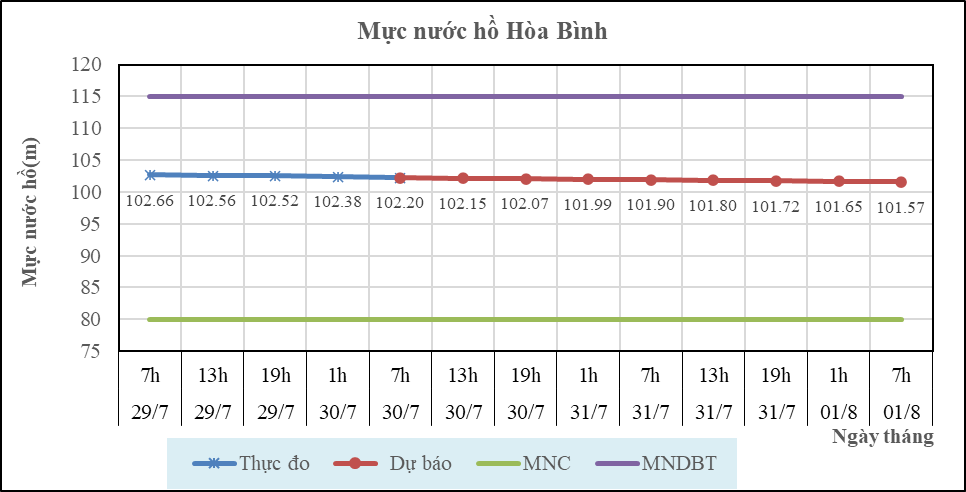 Mực nước hồ Hòa Bình
Mực nước hồ(m)
120
115
110
105
100
95
90
85
80
75
102.66 102.56 102.52 102.38 102.20 102.15 102.07 101.99 101.90 101.80 101.72 101.65 101.57
7h 13h 19h 1h 7h 13h 19h 1h 7h 13h 19h 1h 7h
29/7 29/7 29/7 30/7 30/7 30/7 30/7 31/7 31/7 31/7 31/7 01/8 01/8
Ngày tháng
Thực đo Dự báo MNC MNDBT